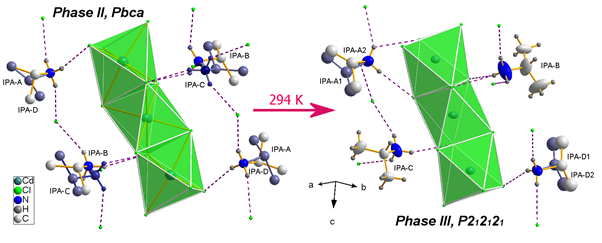 Phase II, Pbca
IPA-A
IPA-D
IPA-B
IPA-C
IPA-B
IPA-C
IPA-A
IPA-D
Cd
Cl
N
H
C
294 K
IPA-A2
IPA-A1
IPA-B
IPA-C
IPA-D1
IPA-D2
a
b
c
Phase III, P2₁2₁2₁